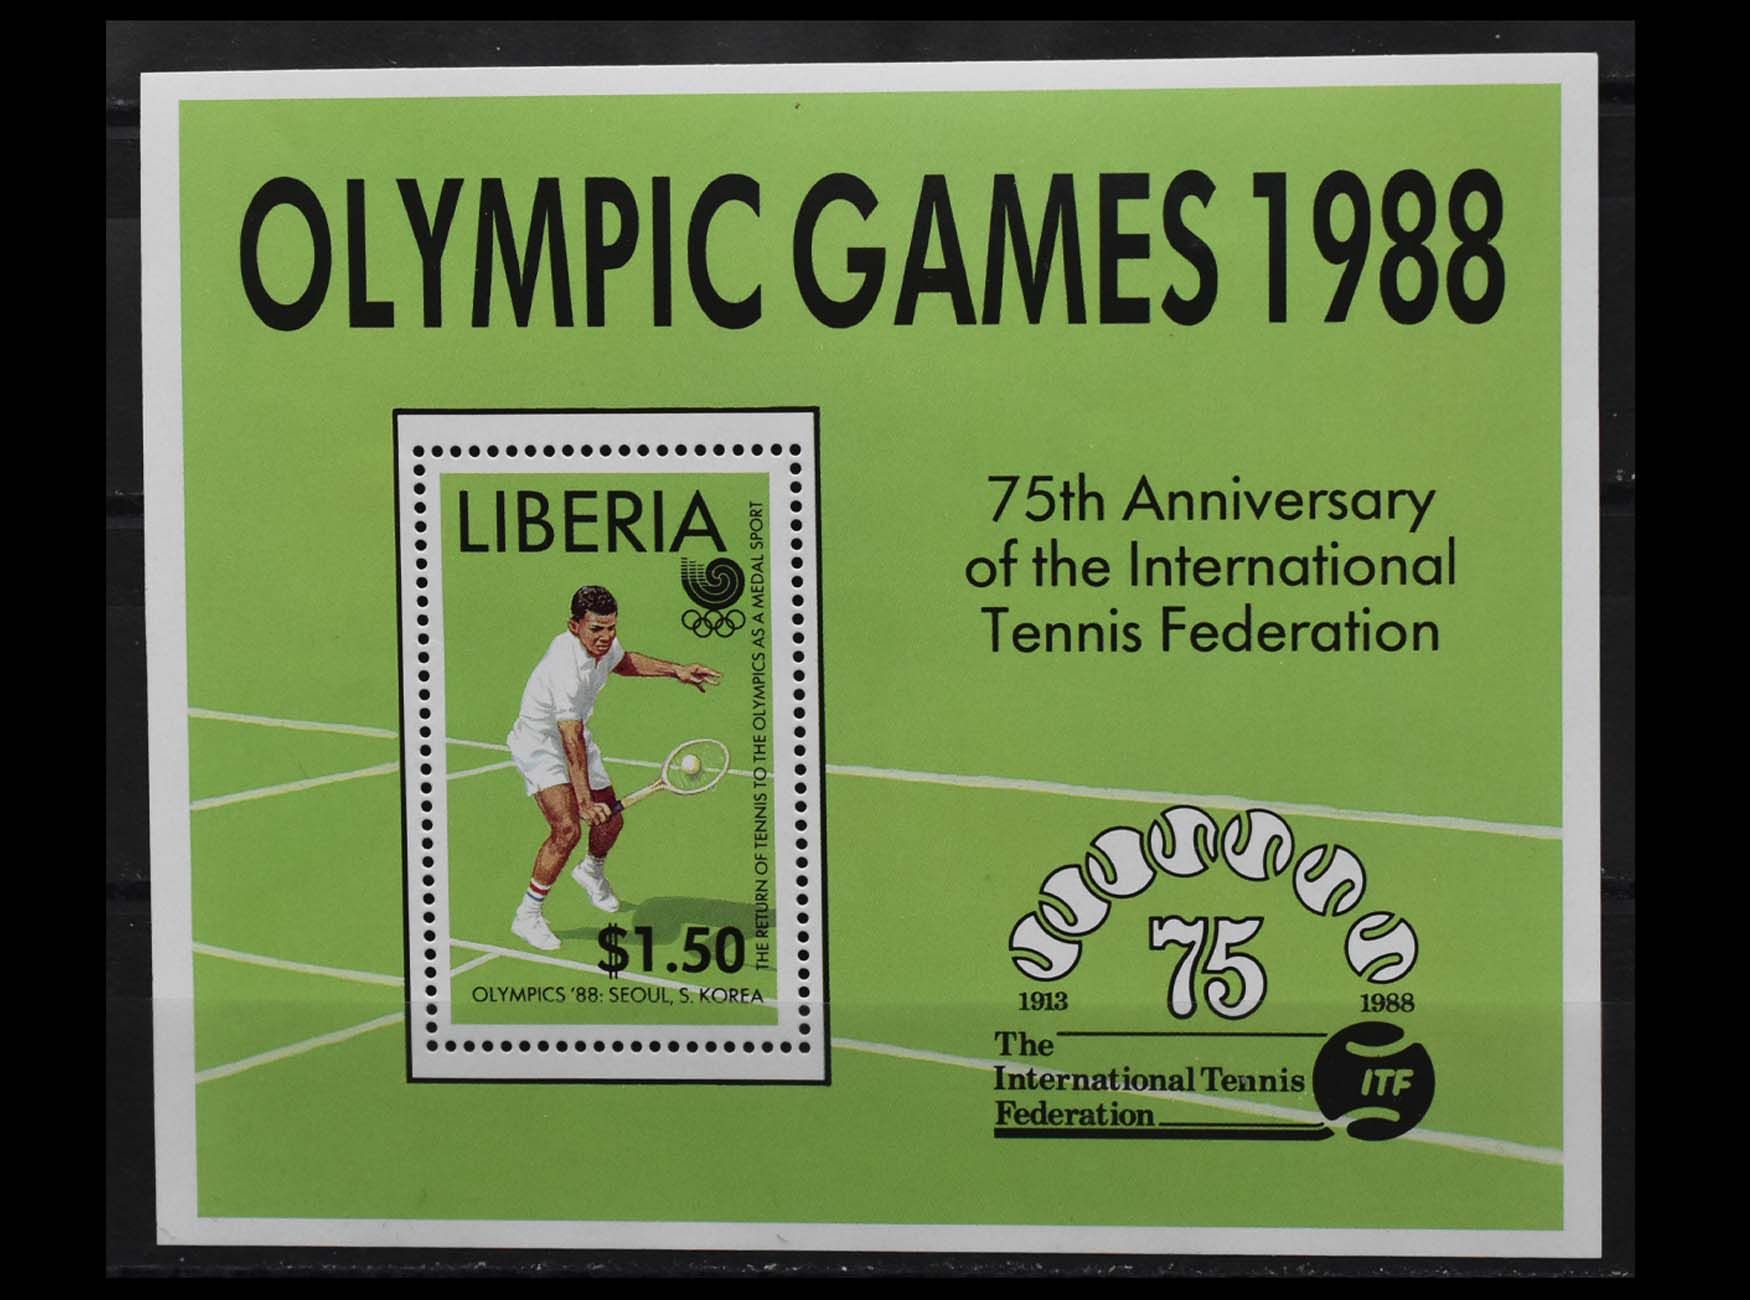 OLYMPIC GAMES 1988
LIBERIA
THE RETURN OF TENNIS TO THE OLYMPICS AS A MEDAL SPORT
$1.50
OLYMPICS '88: SEOUL, S. KOREA
75th Anniversary
of the International
Tennis Federation
75
1913 1988
The
International Tennis
Federation
ITF